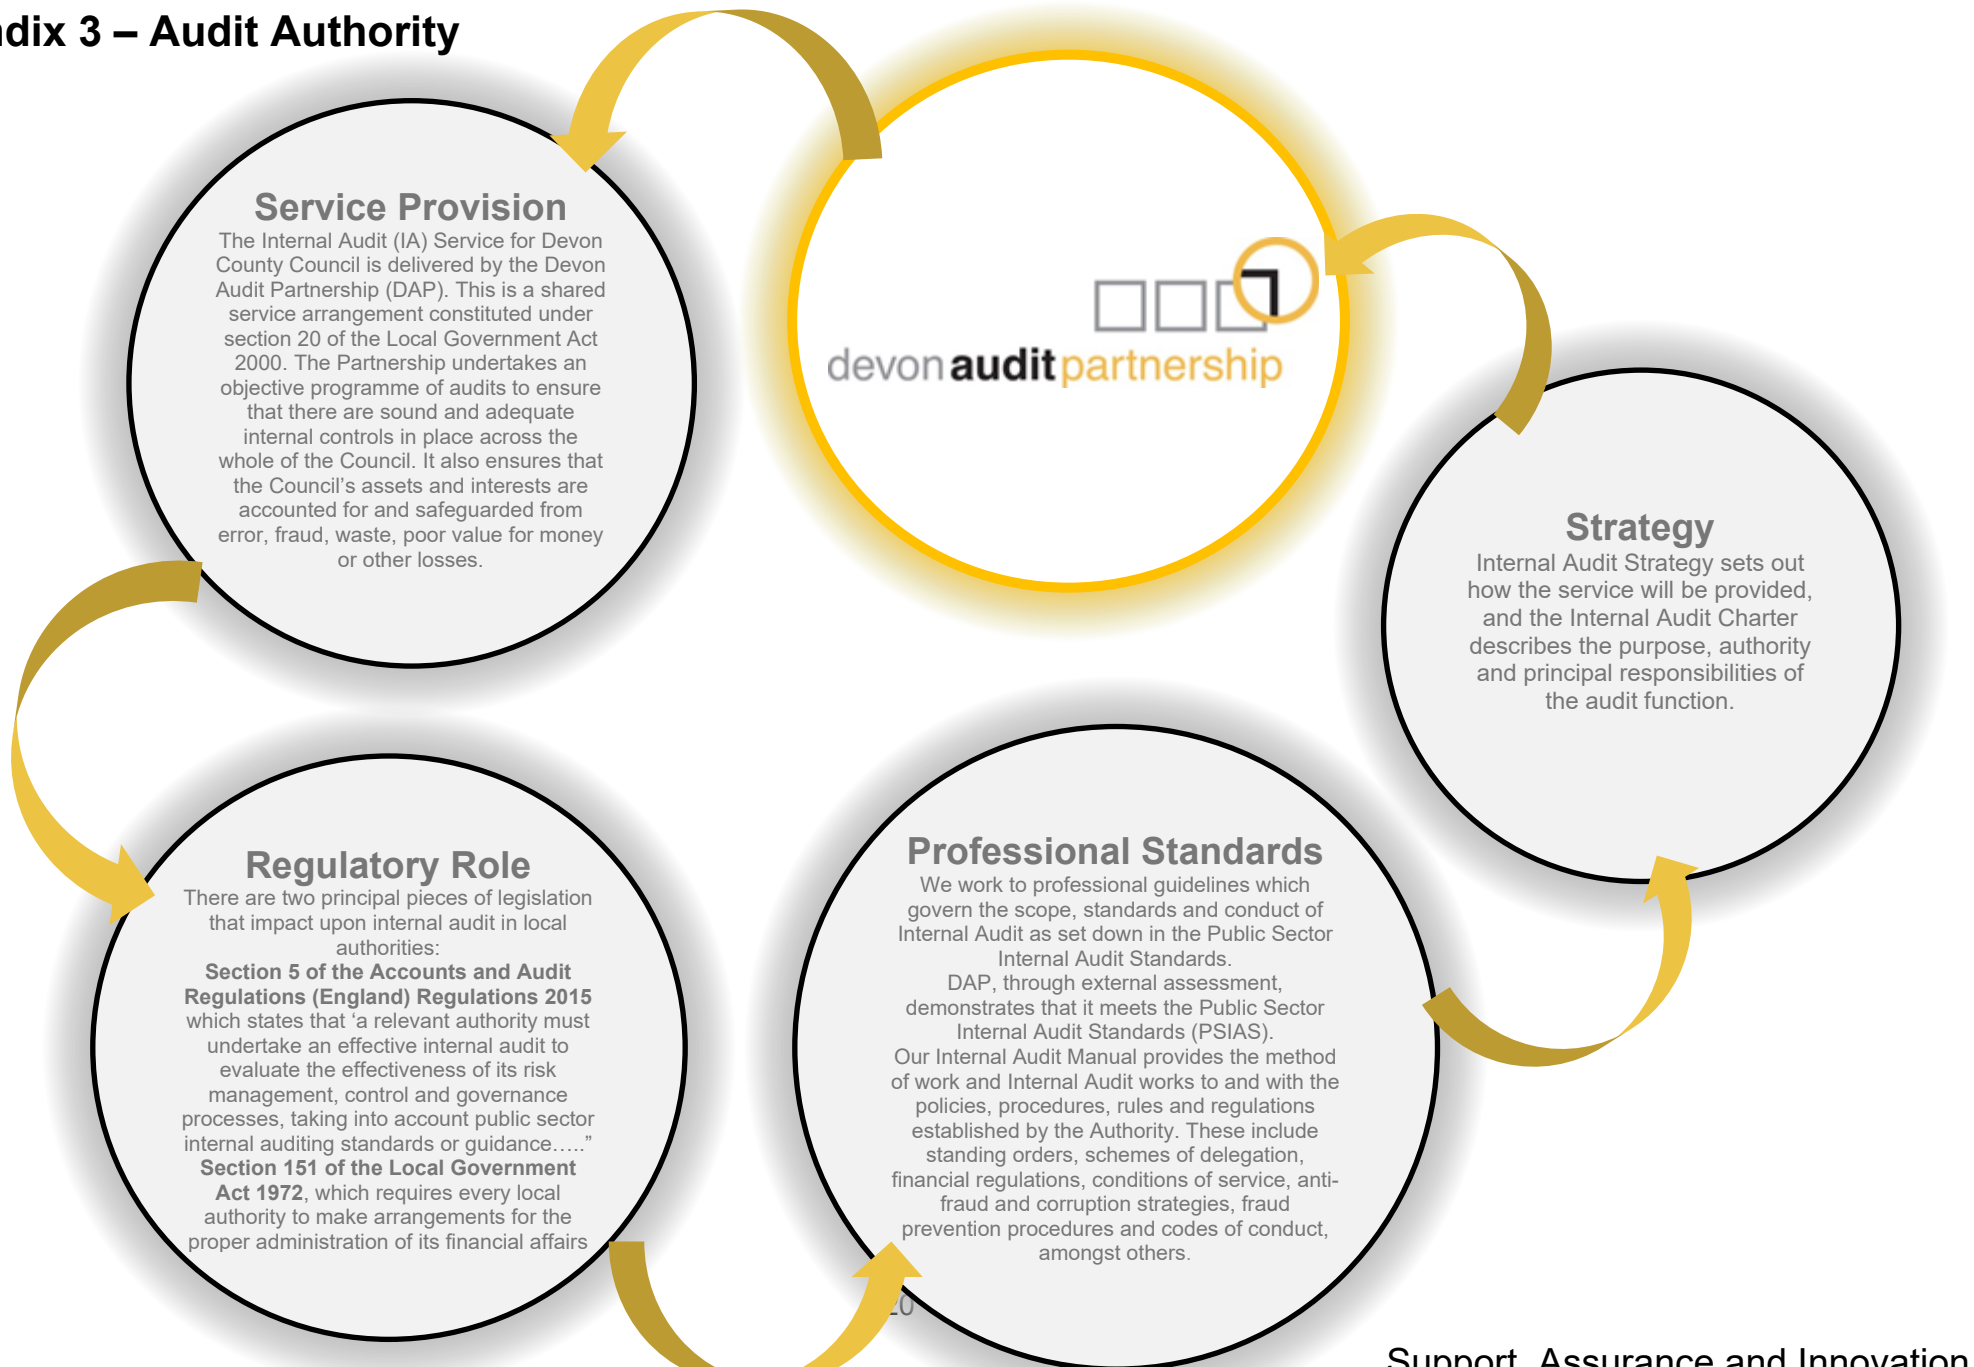 ndix 3 – Audit Authority
Service Provision
The Internal Audit (IA) Service for Devon
County Council is delivered by the Devon
Audit Partnership (DAP). This is a shared
service arrangement constituted under
section 20 of the Local Government Act
2000. The Partnership undertakes an
objective programme of audits to ensure
that there are sound and adequate
internal controls in place across the
whole of the Council. It also ensures that
the Council’s assets and interests are
accounted for and safeguarded from
error, fraud, waste, poor value for money
or other losses.
devonauditpartnership
Strategy
Internal Audit Strategy sets out
how the service will be provided,
and the Internal Audit Charter
describes the purpose, authority
and principal responsibilities of
the audit function.
Regulatory Role
There are two principal pieces of legislation
that impact upon internal audit in local
authorities:
Section 5 of the Accounts and Audit
Regulations (England) Regulations 2015
which states that ‘a relevant authority must
undertake an effective internal audit to
evaluate the effectiveness of its risk
management, control and governance
processes, taking into account public sector
internal auditing standards or guidance…..”
Section 151 of the Local Government
Act 1972, which requires every local
authority to make arrangements for the
proper administration of its financial affairs
Professional Standards
We work to professional guidelines which
govern the scope, standards and conduct of
Internal Audit as set down in the Public Sector
Internal Audit Standards.
DAP, through external assessment,
demonstrates that it meets the Public Sector
Internal Audit Standards (PSIAS).
Our Internal Audit Manual provides the method
of work and Internal Audit works to and with the
policies, procedures, rules and regulations
established by the Authority. These include
standing orders, schemes of delegation,
financial regulations, conditions of service, anti-
fraud and corruption strategies, fraud
prevention procedures and codes of conduct,
amongst others.
20
Support, Assurance and Innovation